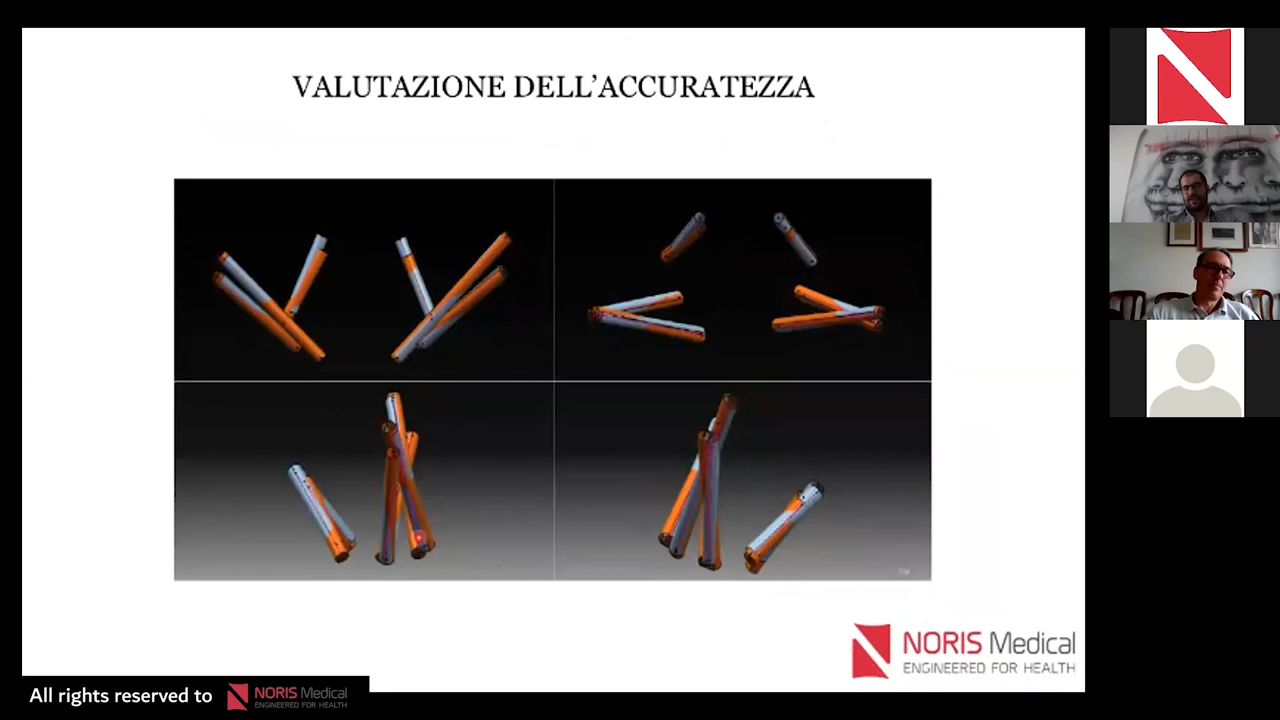 VALUTAZIONE DELL’ACCURATEZZA
NORIS Medical
ENGINEERED FOR HEALTH
All rights reserved to
NORIS Medical
ENGINEERED FOR HEALTH